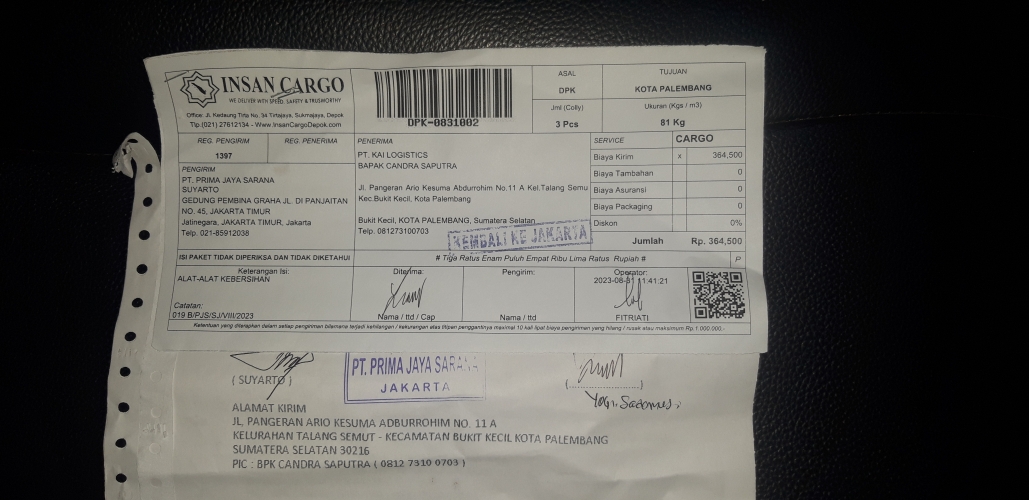 INSAN CARGO
WE DELIVER WITH SPEED, SAFETY & TRUSTWORTHY
Office: Jl. Kedaung Tirta No. 34 Tirtajaya, Sukmajaya, Depok
Tlp.(021) 27612134 - Www.InsanCargoDepok.com
DPK-0831002
ASAL
DPK
TUJUAN
KOTA PALEMBANG
Jml (Colly)
3 Pcs
Ukuran (Kgs / m3)
81 Kg
REG. PENGIRIM
1397
REG. PENERIMA
PENGIRIM
PT. PRIMA JAYA SARANA
SUYARTO
GEDUNG PEMBINA GRAHA JL. DI PANJAITAN
NO. 45, JAKARTA TIMUR
Jatinegara, JAKARTA TIMUR, Jakarta
Telp. 021-85912038
PENERIMA
PT. KAI LOGISTICS
BAPAK CANDRA SAPUTRA
Jl. Pangeran Ario Kesuma Abdurrohim No.11 A Kel.Talang Semu
Kec.Bukit Kecil, Kota Palembang
Bukit Kecil, KOTA PALEMBANG, Sumatera Selatan
Telp. 081273100703
KEMBALI KE JAKARTA
SERVICE CARGO
Biaya Kirim x 364,500
Biaya Tambahan 0
Biaya Asuransi 0
Biaya Packaging 0
Diskon 0%
Jumlah Rp. 364,500
ISI PAKET TIDAK DIPERIKSA DAN TIDAK DIKETAHUI
# Tiga Ratus Enam Puluh Empat Ribu Lima Ratus Rupiah #
P
Keterangan Isi:
ALAT-ALAT KEBERSIHAN
Catatan:
019 B/PJS/SJ/VIII/2023
Diterima:
Nama / ttd / Cap
Pengirim:
Nama / ttd
Operator:
2023-08-31 11:41:21
FITRIATI
Ketentuan yang diterapkan dalam setiap pengiriman bilamana terjadi kehilangan / kekurangan atas titipan penggantinya maximal 10 kali lipat biaya pengiriman yang hilang / rusak atau maksimum Rp.1.000.000,-
( SUYARTO )
PT. PRIMA JAYA SARANA
JAKARTA
(........................)
ALAMAT KIRIM
JL, PANGERAN ARIO KESUMA ADBURROHIM NO. 11 A
KELURAHAN TALANG SEMUT - KECAMATAN BUKIT KECIL KOTA PALEMBANG
SUMATERA SELATAN 30216
PIC : BPK CANDRA SAPUTRA ( 0812 7310 0703 )